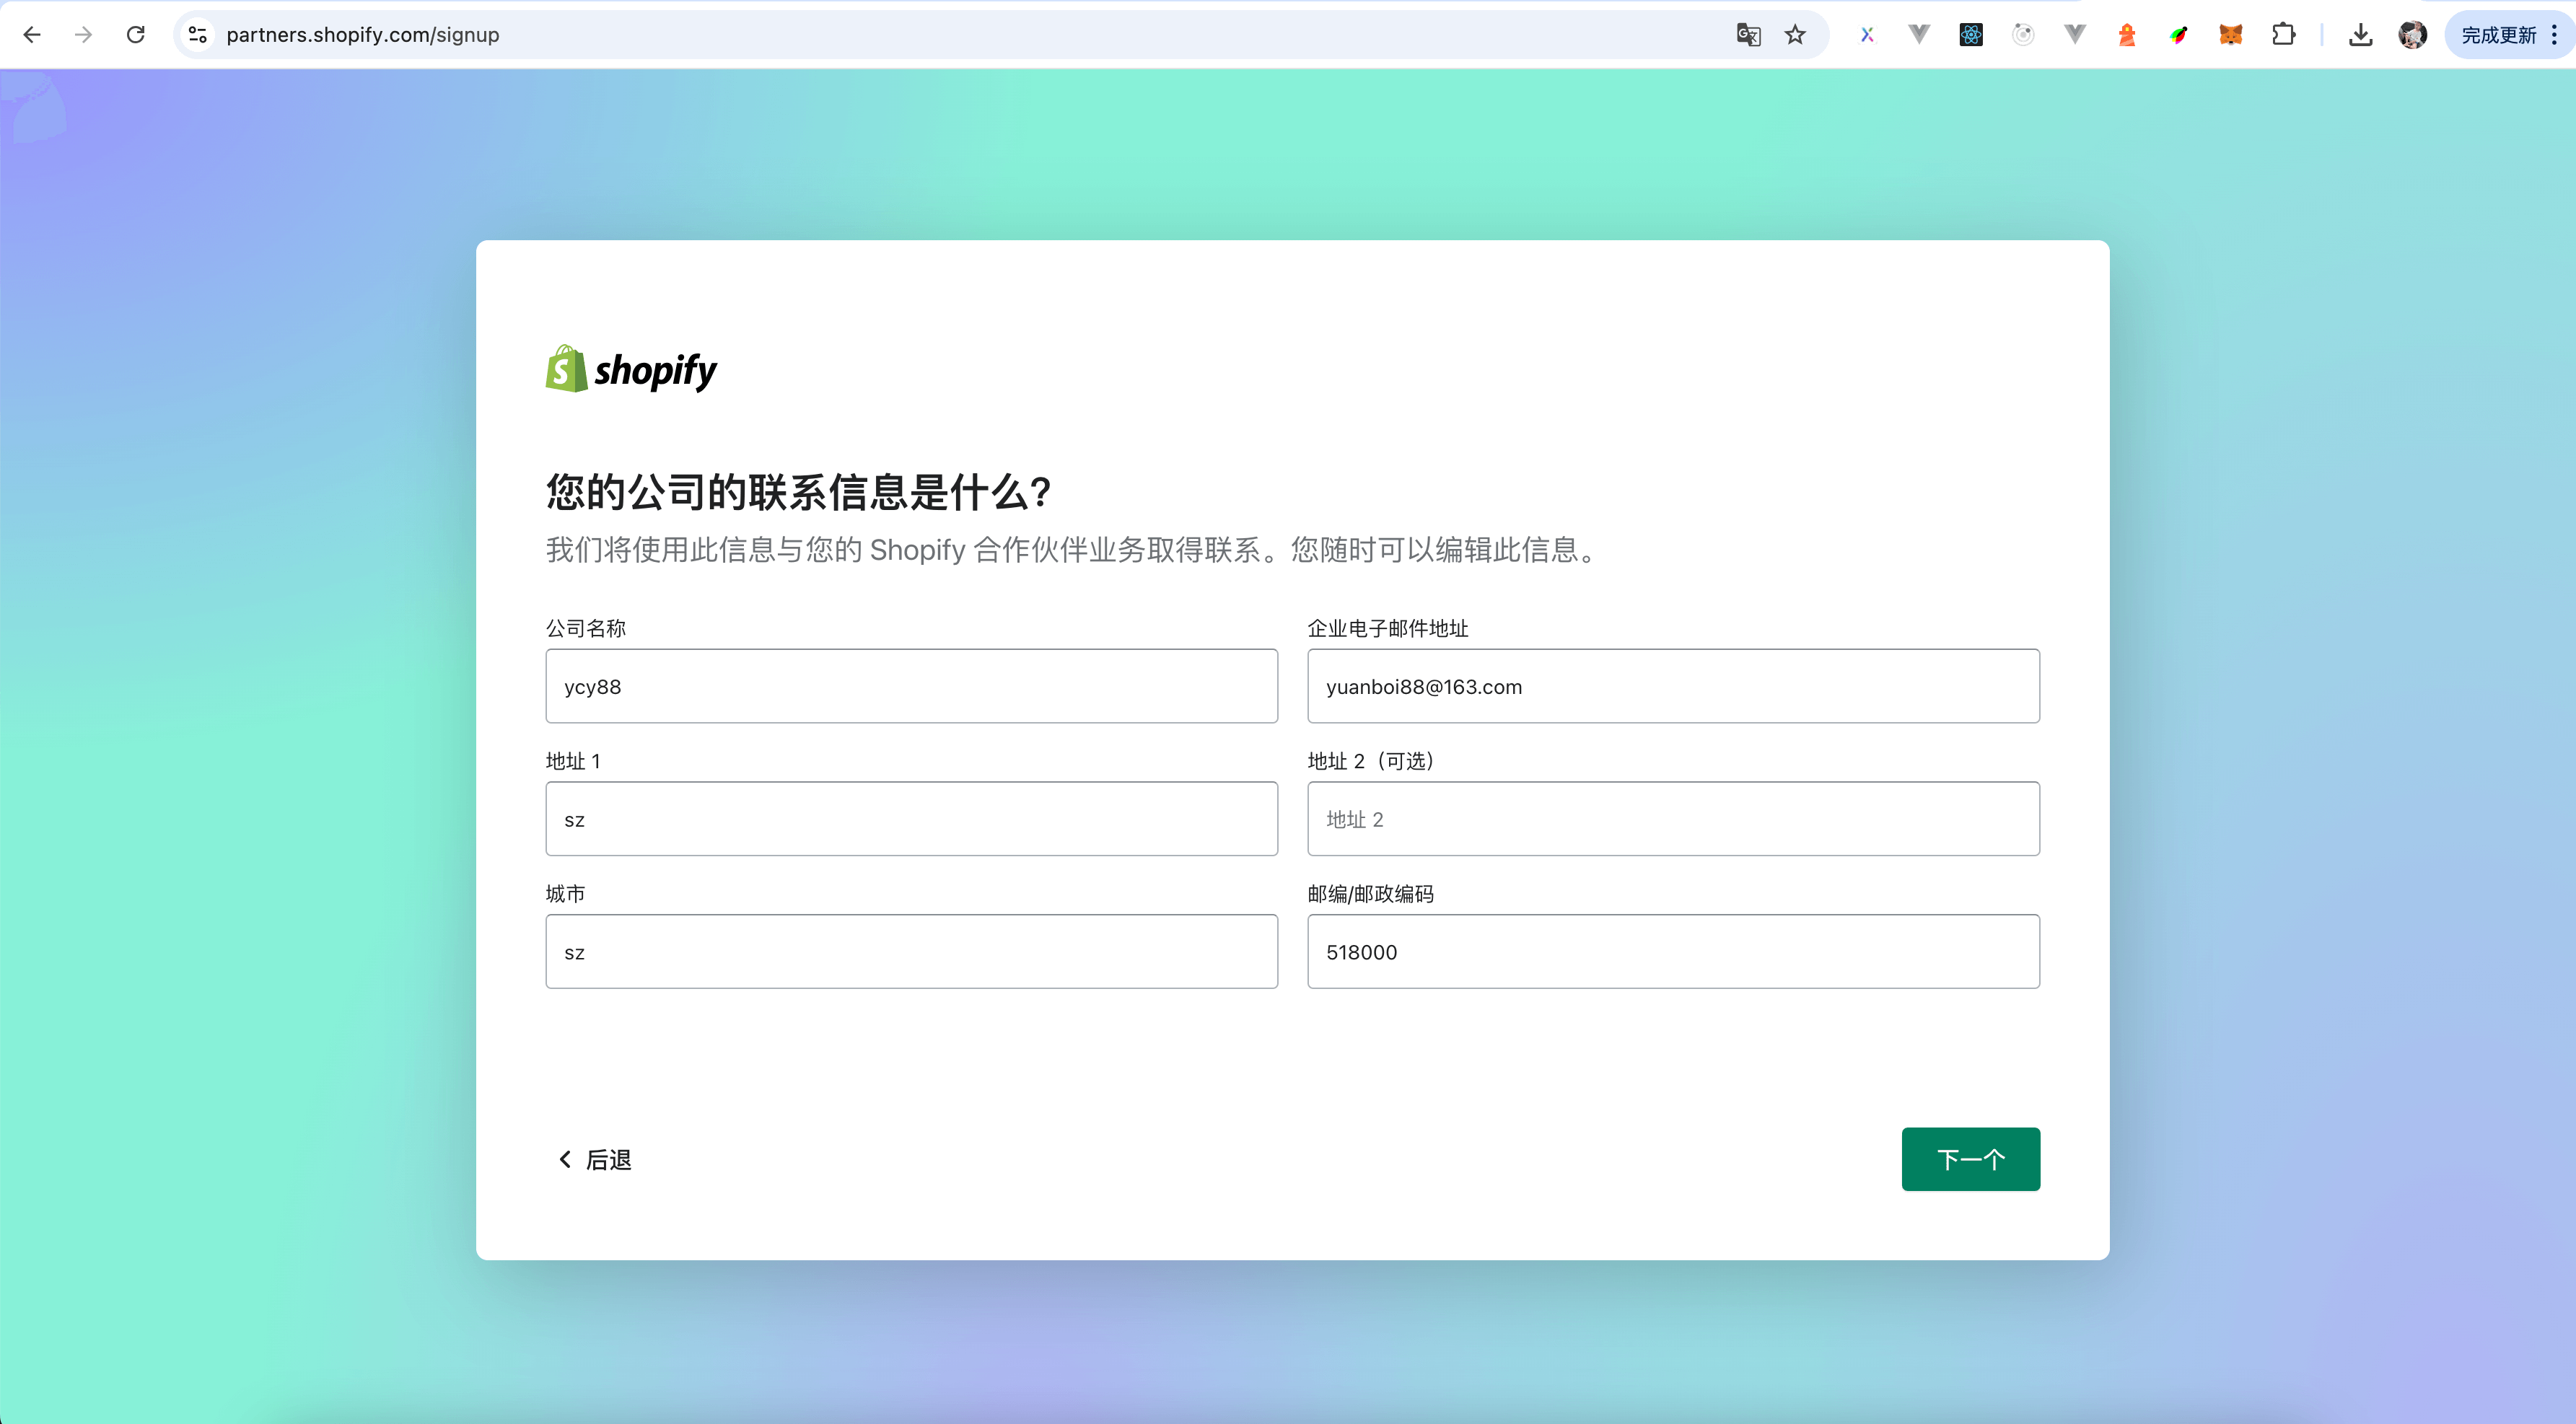 partners.shopify.com/signup
完成更新
shopify
您的公司的联系信息是什么?
我们将使用此信息与您的 Shopify 合作伙伴业务取得联系。您随时可以编辑此信息。
公司名称
企业电子邮件地址
ycy88
yuanboi88@163.com
地址 1
地址 2（可选）
sz
地址 2
城市
邮编/邮政编码
sz
518000
后退
下一个